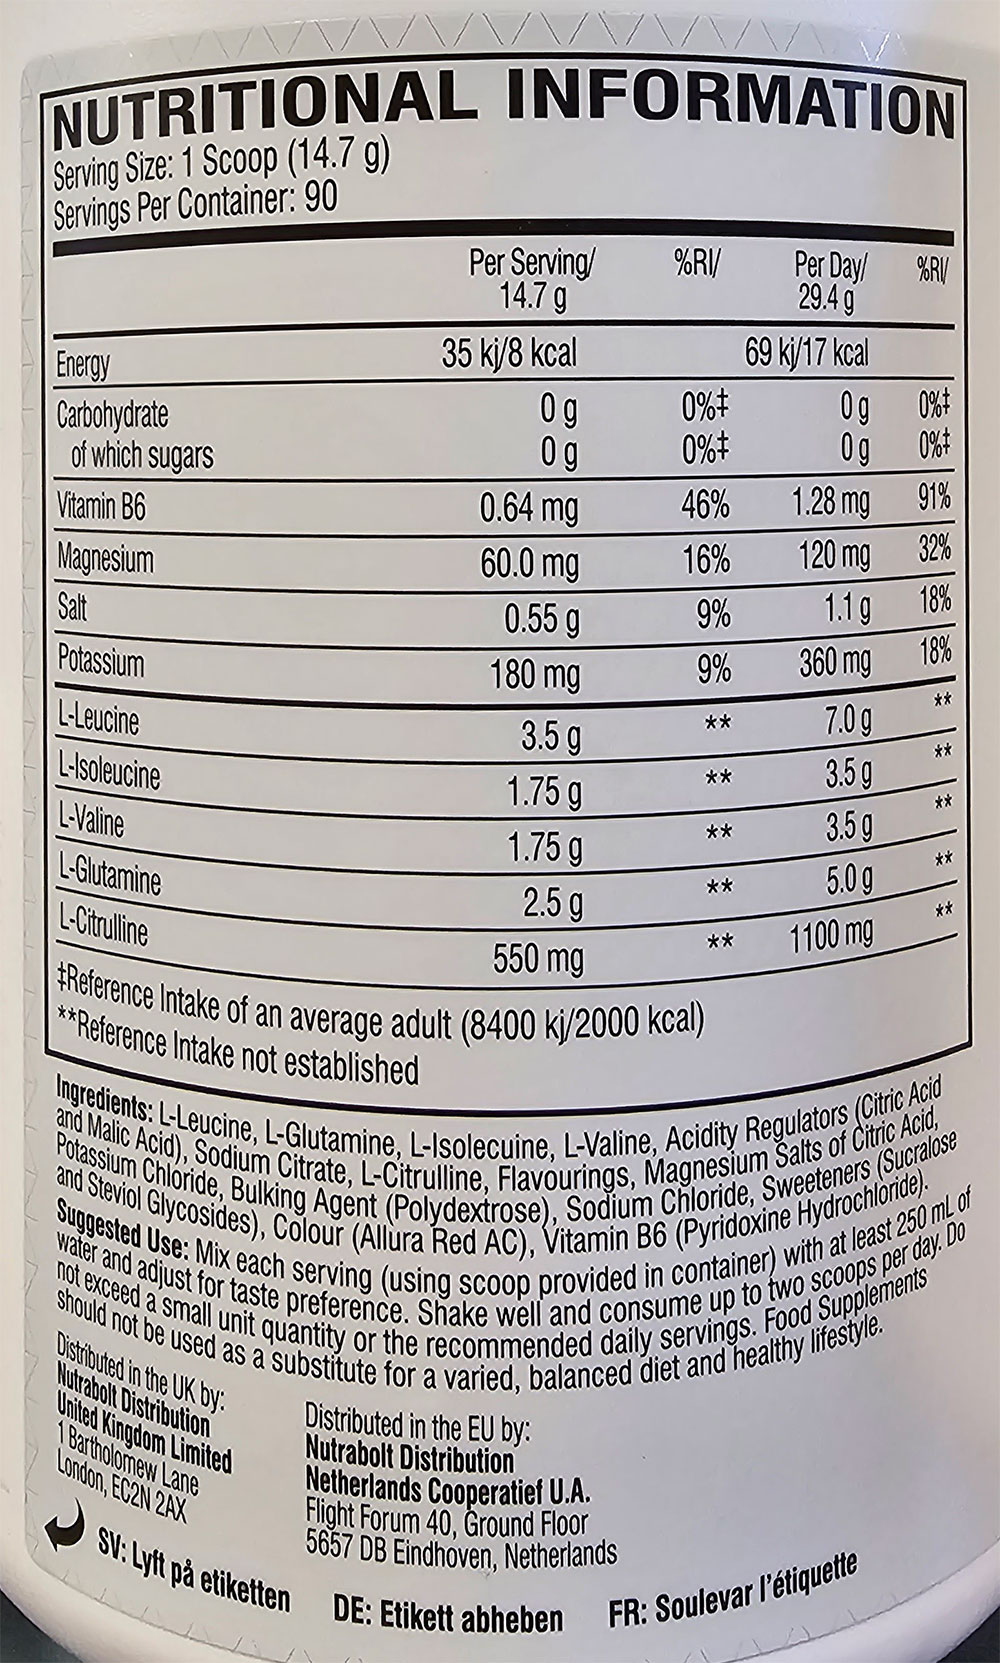 NUTRITIONAL INFORMATION
Serving Size: 1 Scoop (14.7 g)
Servings Per Container: 90
Per Serving/ %RI/ Per Day/ %RI/
14.7 g 29.4 g
Energy 35 kj/8 kcal 69 kj/17 kcal
Carbohydrate 0 g 0%‡ 0 g 0%‡
of which sugars 0 g 0%‡ 0 g 0%‡
Vitamin B6 0.64 mg 46% 1.28 mg 91%
Magnesium 60.0 mg 16% 120 mg 32%
Salt 0.55 g 9% 1.1 g 18%
Potassium 180 mg 9% 360 mg 18%
L-Leucine 3.5 g ** 7.0 g **
L-Isoleucine 1.75 g ** 3.5 g **
L-Valine 1.75 g ** 3.5 g **
L-Glutamine 2.5 g ** 5.0 g **
L-Citrulline 550 mg ** 1100 mg **
‡Reference Intake of an average adult (8400 kj/2000 kcal)
**Reference Intake not established
Ingredients: L-Leucine, L-Glutamine, L-Isolecuine, L-Valine, Acidity Regulators (Citric Acid
and Malic Acid), Sodium Citrate, L-Citrulline, Flavourings, Magnesium Salts of Citric Acid,
Potassium Chloride, Bulking Agent (Polydextrose), Sodium Chloride, Sweeteners (Sucralose
and Steviol Glycosides), Colour (Allura Red AC), Vitamin B6 (Pyridoxine Hydrochloride).
Suggested Use: Mix each serving (using scoop provided in container) with at least 250 mL of
water and adjust for taste preference. Shake well and consume up to two scoops per day. Do
not exceed a small unit quantity or the recommended daily servings. Food Supplements
should not be used as a substitute for a varied, balanced diet and healthy lifestyle.
Distributed in the UK by:
Nutrabolt Distribution
United Kingdom Limited
1 Bartholomew Lane
London, EC2N 2AX
Distributed in the EU by:
Nutrabolt Distribution
Netherlands Cooperatief U.A.
Flight Forum 40, Ground Floor
5657 DB Eindhoven, Netherlands
SV: Lyft på etiketten DE: Etikett abheben FR: Soulevar l'étiquette